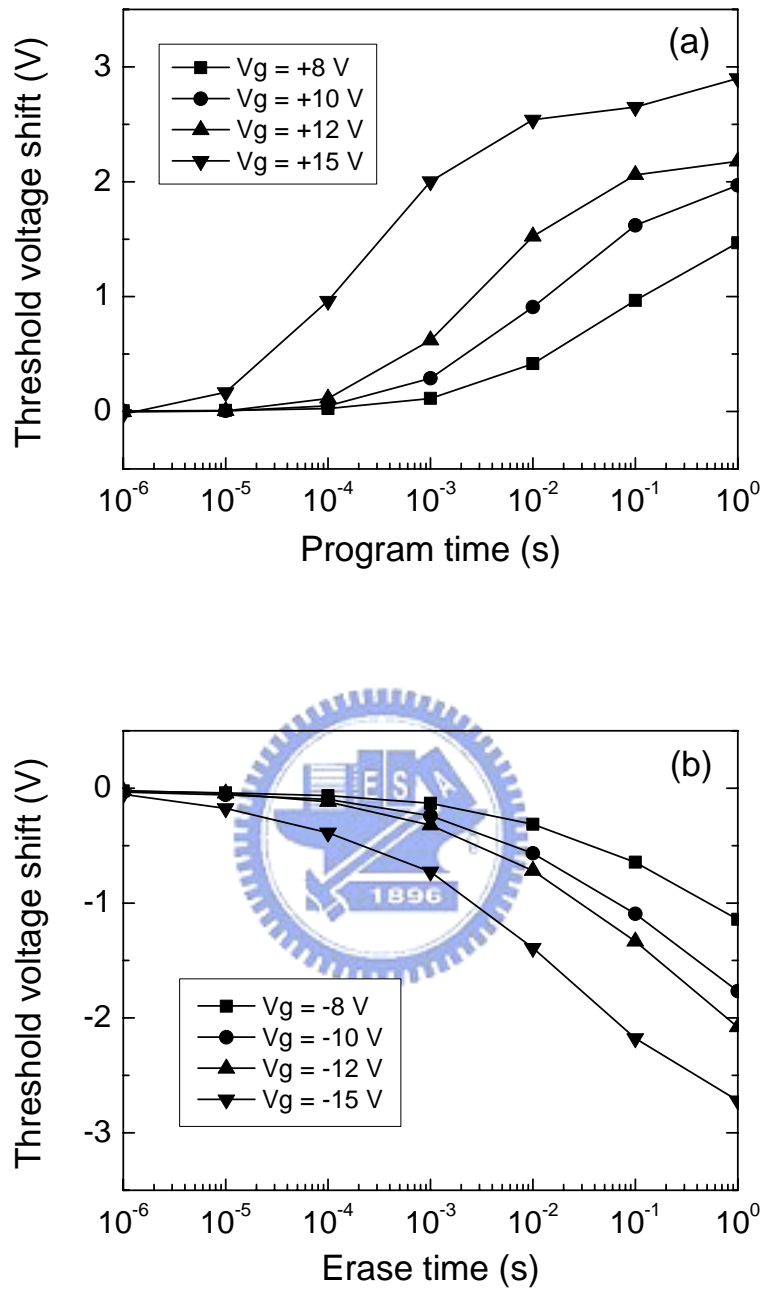 (a)
Threshold voltage shift (V)
3
2
1
0
Vg = +8 V
Vg = +10 V
Vg = +12 V
Vg = +15 V
10⁻⁶ 10⁻⁵ 10⁻⁴ 10⁻³ 10⁻² 10⁻¹ 10⁰
Program time (s)
(b)
Threshold voltage shift (V)
0
-1
-2
-3
E S A
1896
Vg = -8 V
Vg = -10 V
Vg = -12 V
Vg = -15 V
10⁻⁶ 10⁻⁵ 10⁻⁴ 10⁻³ 10⁻² 10⁻¹ 10⁰
Erase time (s)